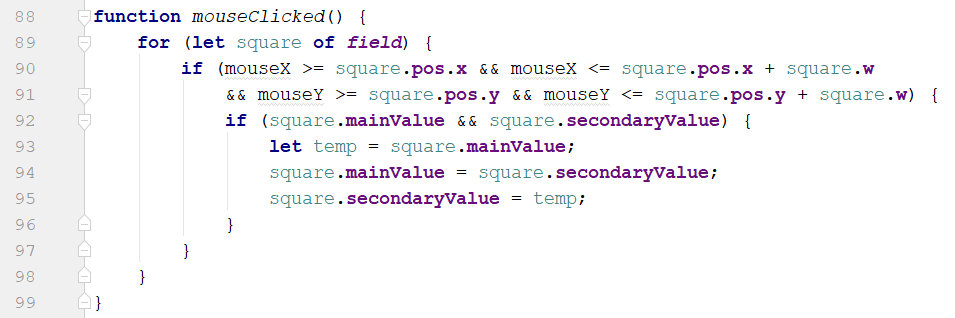 88 function mouseClicked() {
89     for (let square of field) {
90         if (mouseX >= square.pos.x && mouseX <= square.pos.x + square.w
91             && mouseY >= square.pos.y && mouseY <= square.pos.y + square.w) {
92             if (square.mainValue && square.secondaryValue) {
93                 let temp = square.mainValue;
94                 square.mainValue = square.secondaryValue;
95                 square.secondaryValue = temp;
96             }
97         }
98     }
99 }